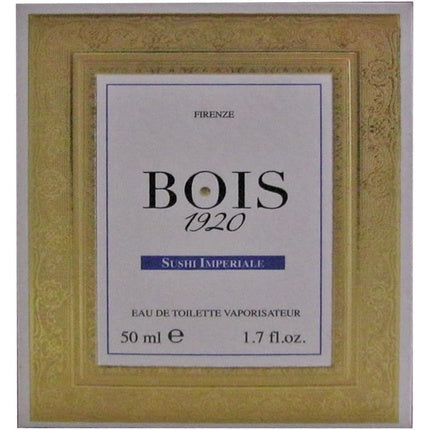 FIRENZE
BOIS
1920
SUSHI IMPERIALE
EAU DE TOILETTE VAPORISATEUR
50 ml ℮ 1.7 fl.oz.